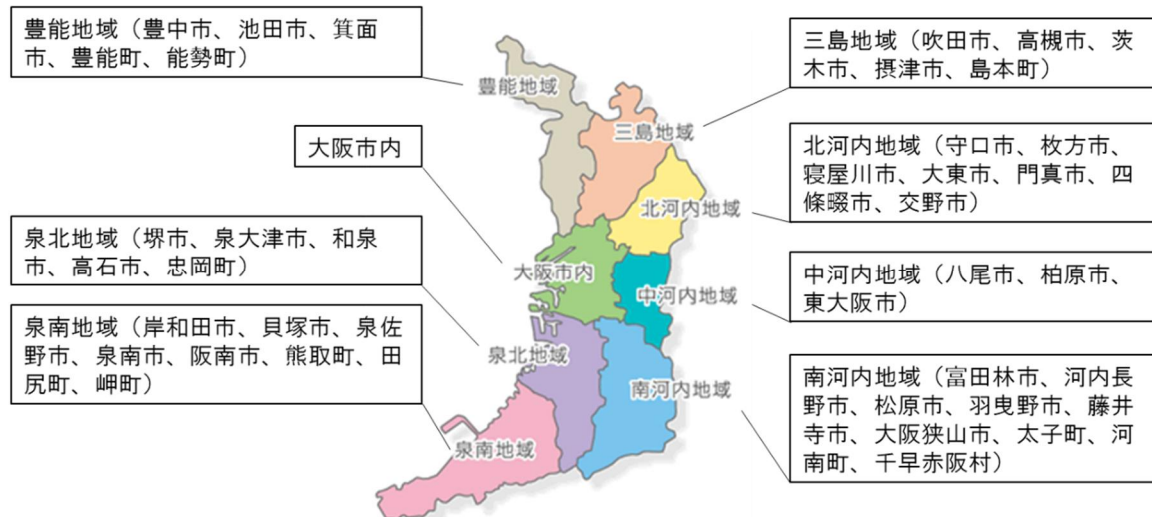 豊能地域（豊中市、池田市、箕面
市、豊能町、能勢町）
大阪市内
泉北地域（堺市、泉大津市、和泉
市、高石市、忠岡町）
泉南地域（岸和田市、貝塚市、泉佐
野市、泉南市、阪南市、熊取町、田
尻町、岬町）
豊能地域
三島地域
北河内地域
大阪市内
中河内地域
泉北地域
南河内地域
泉南地域
三島地域（吹田市、高槻市、茨
木市、摂津市、島本町）
北河内地域（守口市、枚方市、
寝屋川市、大東市、門真市、四
條畷市、交野市）
中河内地域（八尾市、柏原市、
東大阪市）
南河内地域（富田林市、河内長
野市、松原市、羽曳野市、藤井
寺市、大阪狭山市、太子町、河
南町、千早赤阪村）